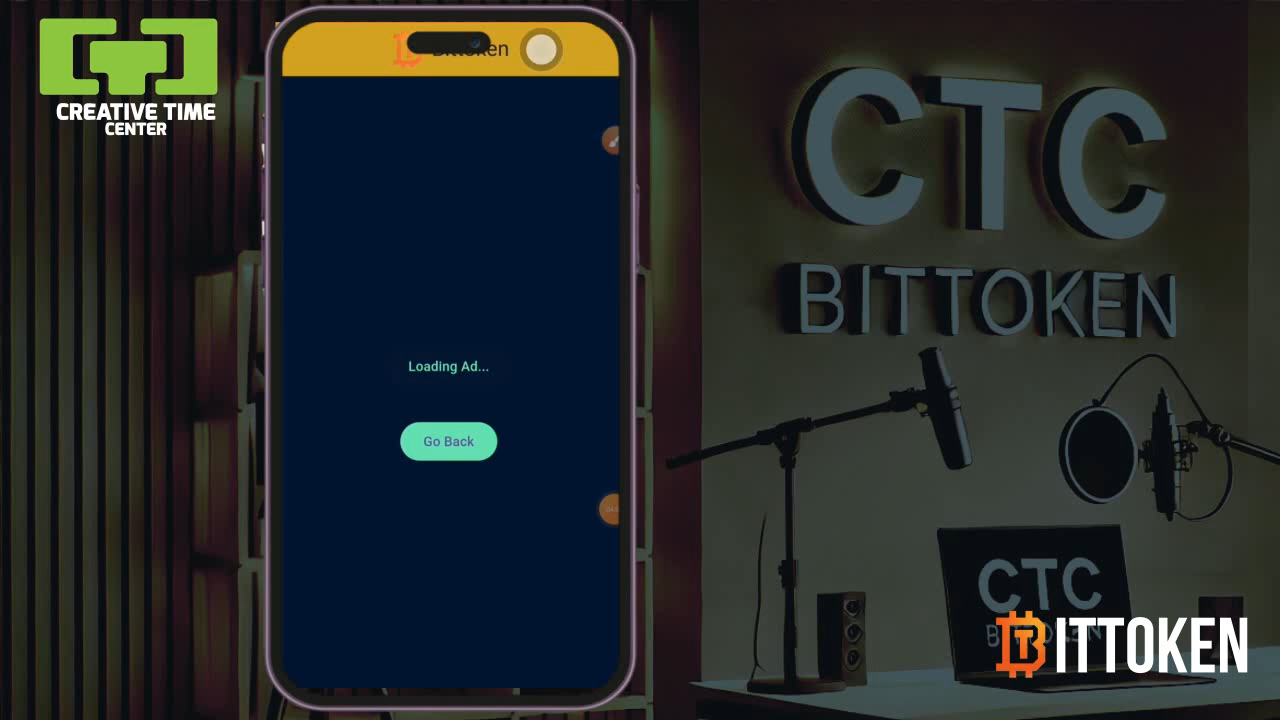 CREATIVE TIME
CENTER
Bittoken
Loading Ad...
Go Back
CTC
BITTOKEN
CTC
BITTOKEN